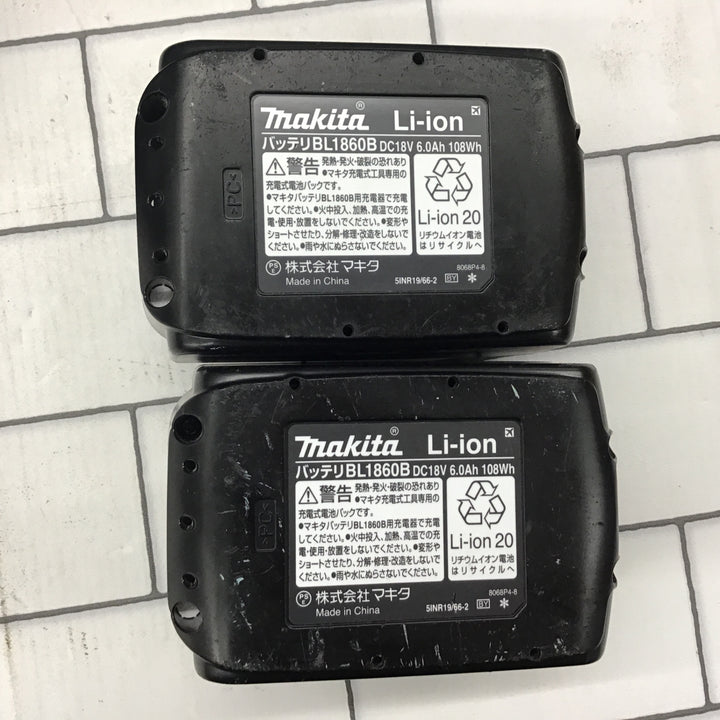 makita® Li-ion
バッテリBL1860B DC18V 6.0Ah 108Wh
警告 発熱・発火・破裂の恐れあり
●マキタ充電式工具専用の
充電式電池パックです。
●マキタバッテリBL1860B用充電器で充電
してください。●火中投入、加熱、高温での充
電・使用・放置をしないでください。●変形や
ショートさせたり、分解・修理・改造をしないで
ください。●雨や水にぬらさないでください。
Li-ion 20
リチウムイオン電池
はリサイクルへ
PS E 株式会社マキタ
Made in China
8068P4-8
5INR19/66-2 BY ✻
>PC<
makita® Li-ion
バッテリBL1860B DC18V 6.0Ah 108Wh
警告 発熱・発火・破裂の恐れあり
●マキタ充電式工具専用の
充電式電池パックです。
●マキタバッテリBL1860B用充電器で充電
してください。●火中投入、加熱、高温での充
電・使用・放置をしないでください。●変形や
ショートさせたり、分解・修理・改造をしないで
ください。●雨や水にぬらさないでください。
Li-ion 20
リチウムイオン電池
はリサイクルへ
PS E 株式会社マキタ
Made in China
8068P4-8
5INR19/66-2 BY ✻
>PC<